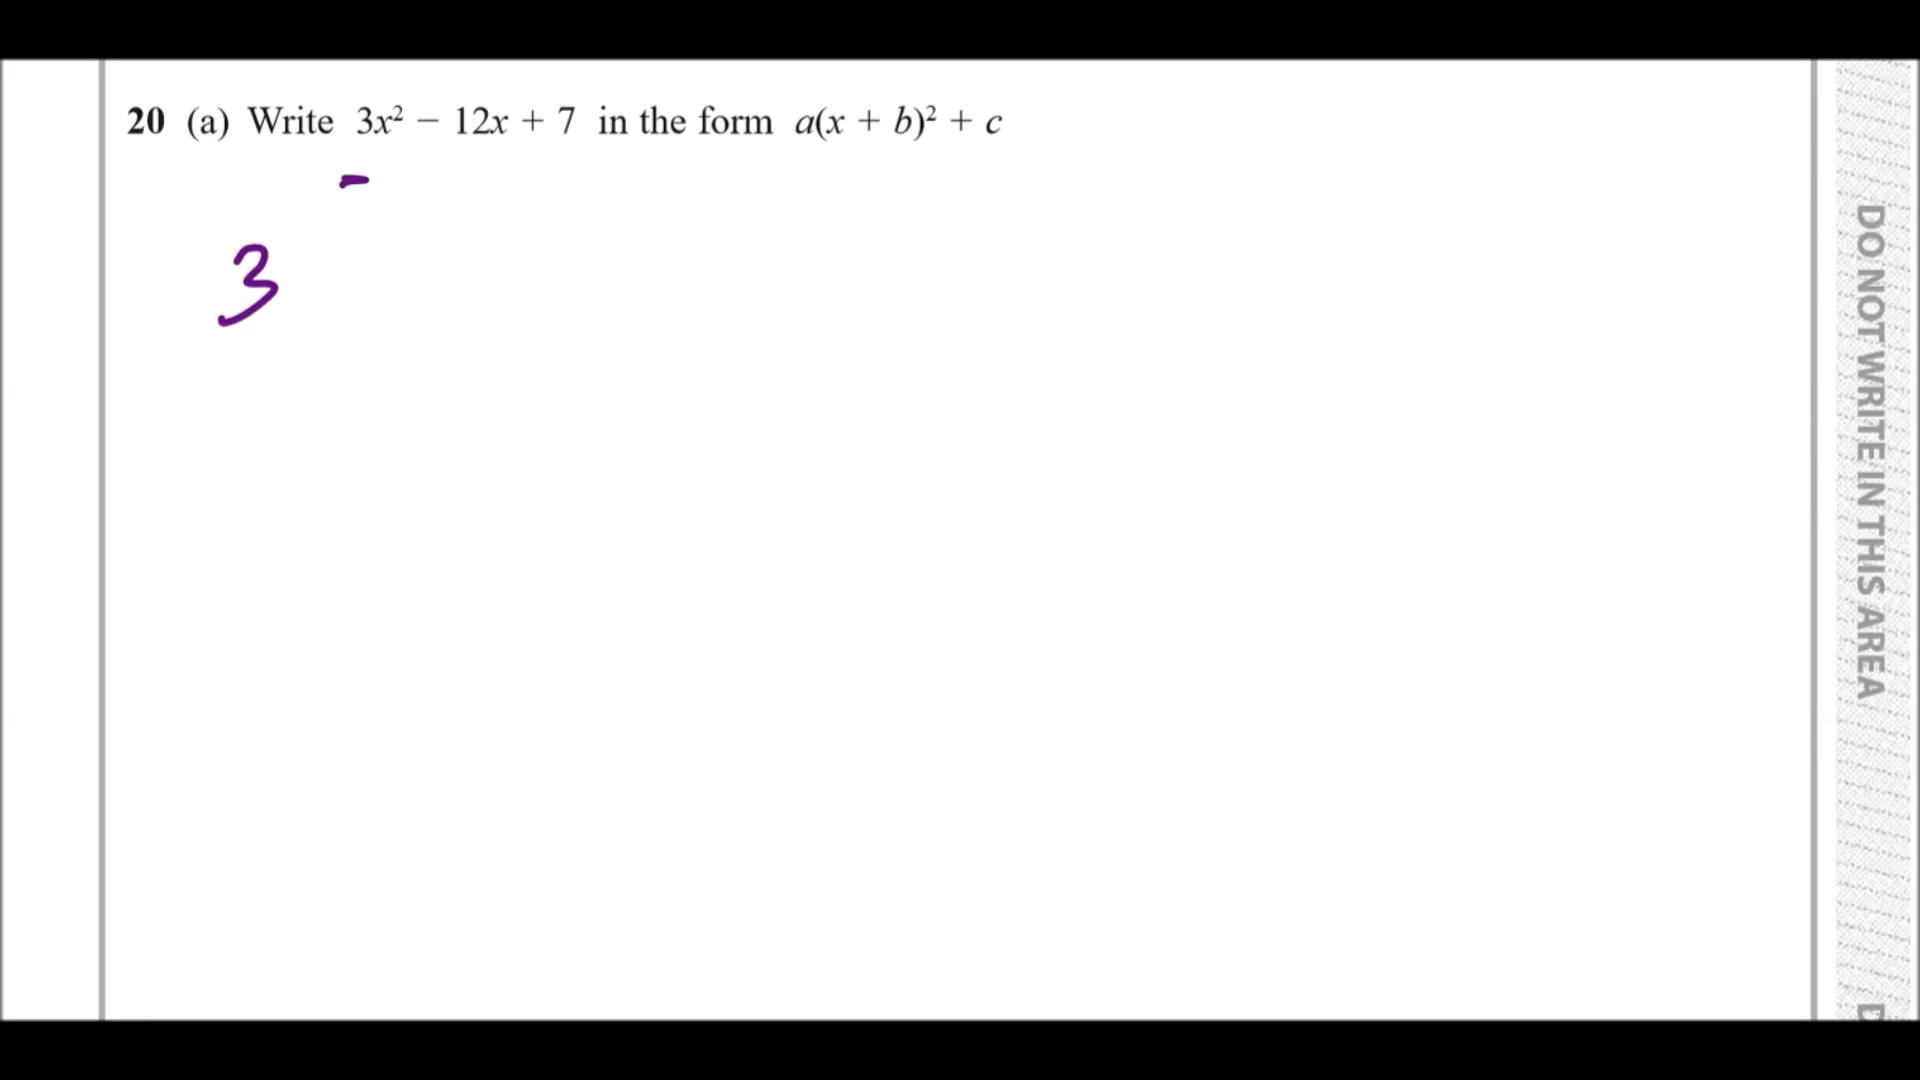 20 (a) Write 3x² − 12x + 7 in the form a(x + b)² + c
-
3
DO NOT WRITE IN THIS AREA
D